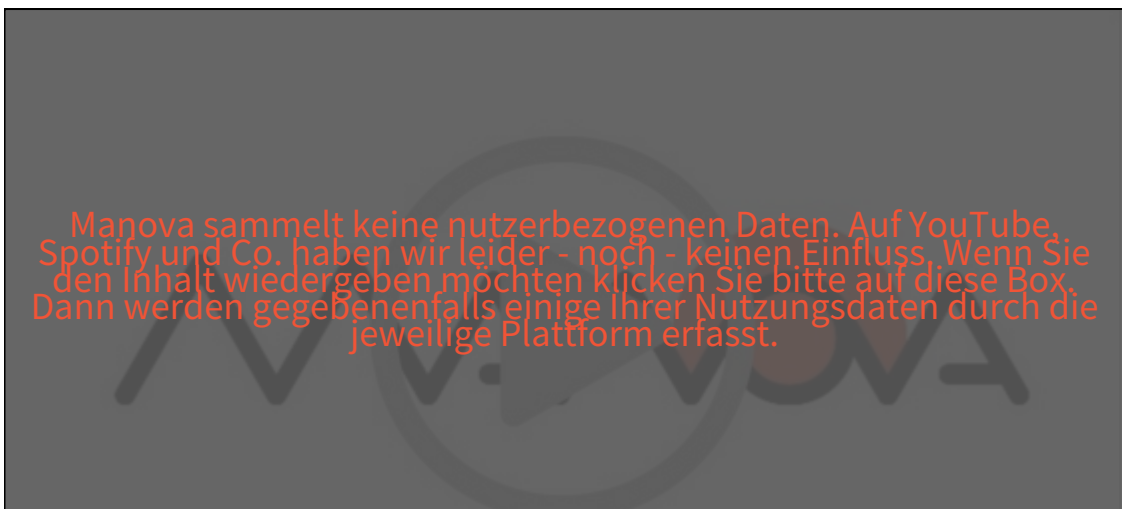 Manova sammelt keine nutzerbezogenen Daten. Auf YouTube,
Spotify und Co. haben wir leider - noch - keinen Einfluss. Wenn Sie
den Inhalt wiedergeben möchten klicken Sie bitte auf diese Box.
Dann werden gegebenenfalls einige Ihrer Nutzungsdaten durch die
jeweilige Plattform erfasst.
MANOVA